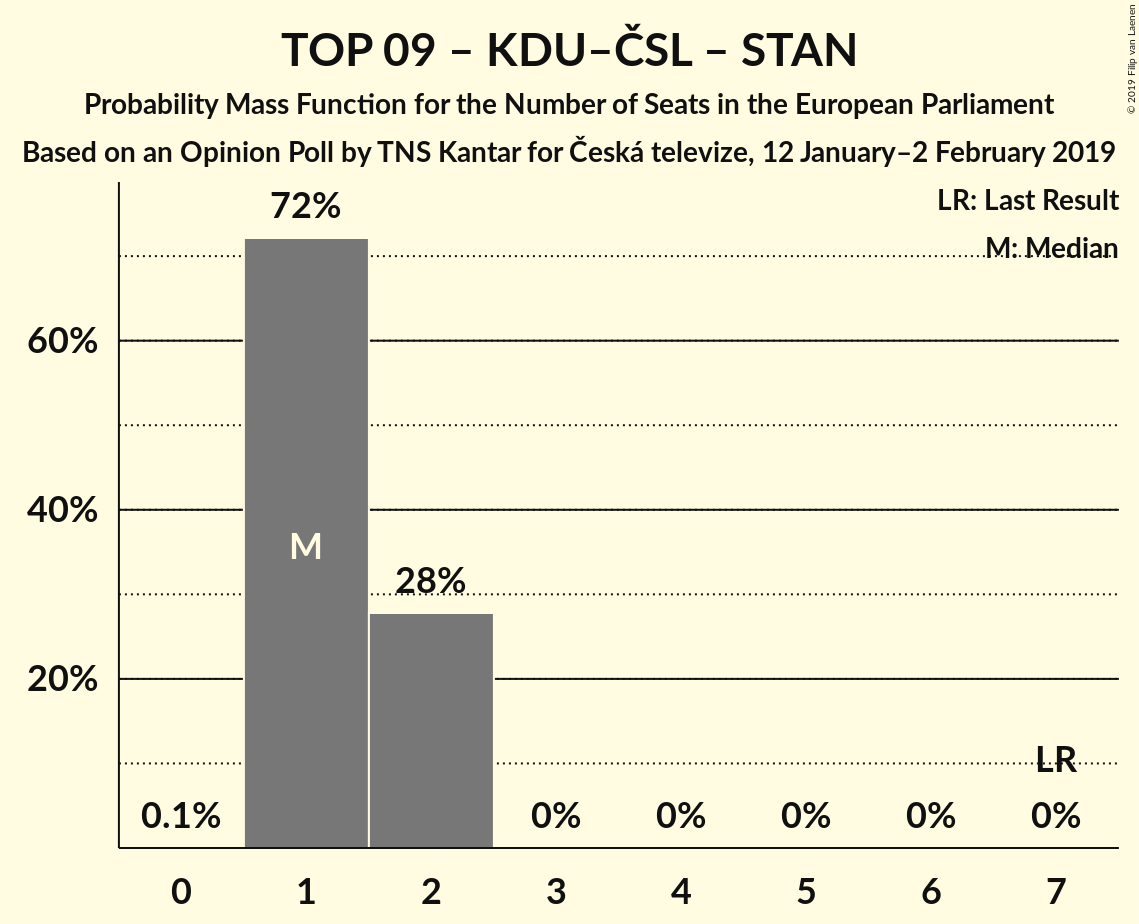 TOP 09 – KDU–ČSL – STAN
Probability Mass Function for the Number of Seats in the European Parliament
Based on an Opinion Poll by TNS Kantar for Česká televize, 12 January–2 February 2019
© 2019 Filip van Laenen
LR: Last Result
M: Median
72%
60%
40%
M
28%
20%
LR
0.1%
0%
0%
0%
0%
0%
0
1
2
3
4
5
6
7